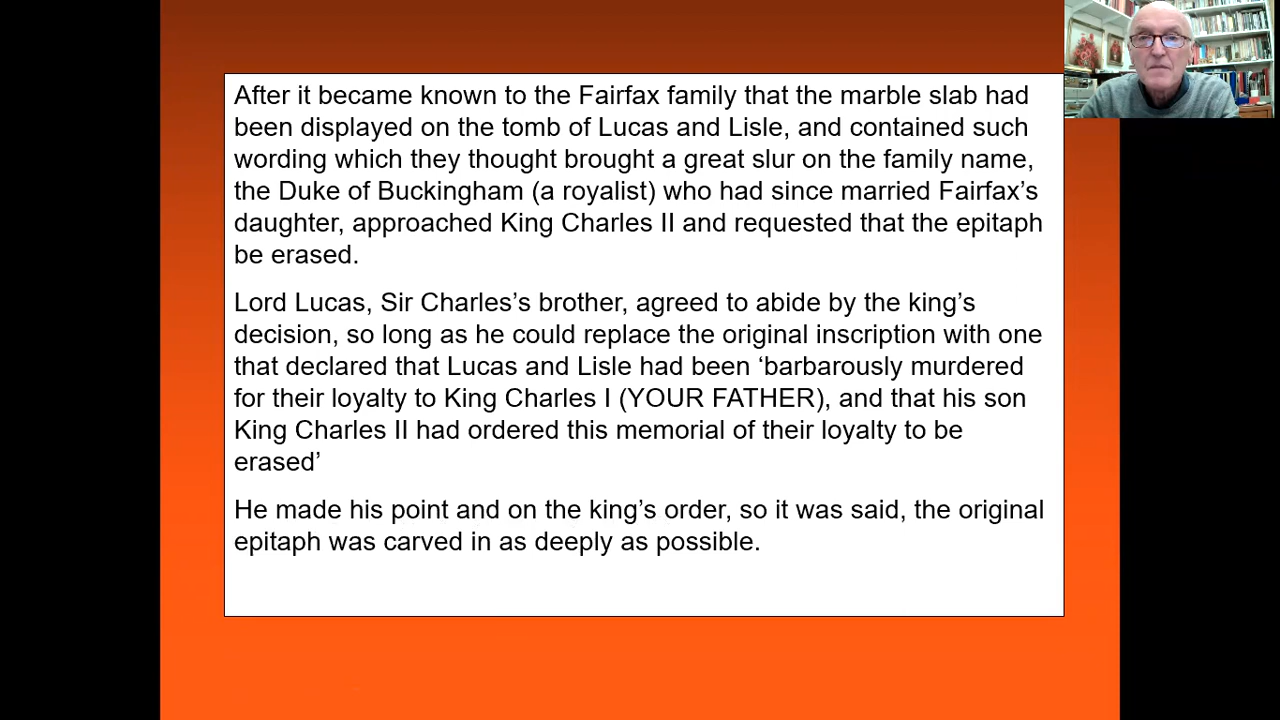 After it became known to the Fairfax family that the marble slab had
been displayed on the tomb of Lucas and Lisle, and contained such
wording which they thought brought a great slur on the family name,
the Duke of Buckingham (a royalist) who had since married Fairfax’s
daughter, approached King Charles II and requested that the epitaph
be erased.
Lord Lucas, Sir Charles’s brother, agreed to abide by the king’s
decision, so long as he could replace the original inscription with one
that declared that Lucas and Lisle had been ‘barbarously murdered
for their loyalty to King Charles I (YOUR FATHER), and that his son
King Charles II had ordered this memorial of their loyalty to be
erased’
He made his point and on the king’s order, so it was said, the original
epitaph was carved in as deeply as possible.